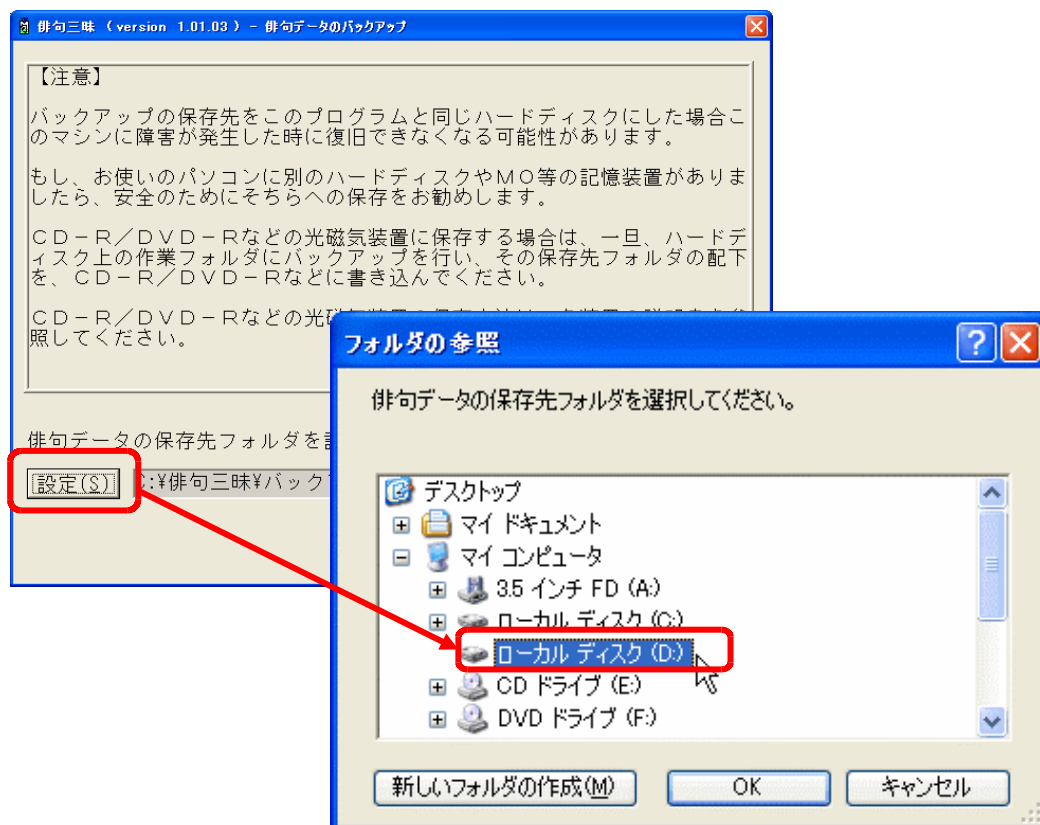 俳句三昧 （version 1.01.03）- 俳句データのバックアップ
【注意】
バックアップの保存先をこのプログラムと同じハードディスクにした場合こ
のマシンに障害が発生した時に復旧できなくなる可能性があります。
もし、お使いのパソコンに別のハードディスクやＭＯ等の記憶装置がありま
したら、安全のためにそちらへの保存をお勧めします。
ＣＤ－Ｒ／ＤＶＤ－Ｒなどの光磁気装置に保存する場合は、一旦、ハードデ
ィスク上の作業フォルダにバックアップを行い、その保存先フォルダの配下
を、ＣＤ－Ｒ／ＤＶＤ－Ｒなどに書き込んでください。
ＣＤ－Ｒ／ＤＶＤ－Ｒなどの光
照してください。
俳句データの保存先フォルダを
設定(S)
:¥俳句三昧¥バック
フォルダの参照
俳句データの保存先フォルダを選択してください。
デスクトップ
マイ ドキュメント
マイ コンピュータ
3.5 インチ FD (A:)
ローカル ディスク (C:)
ローカル ディスク (D:)
CD ドライブ (E:)
DVD ドライブ (F:)
新しいフォルダの作成(M)
OK
キャンセル